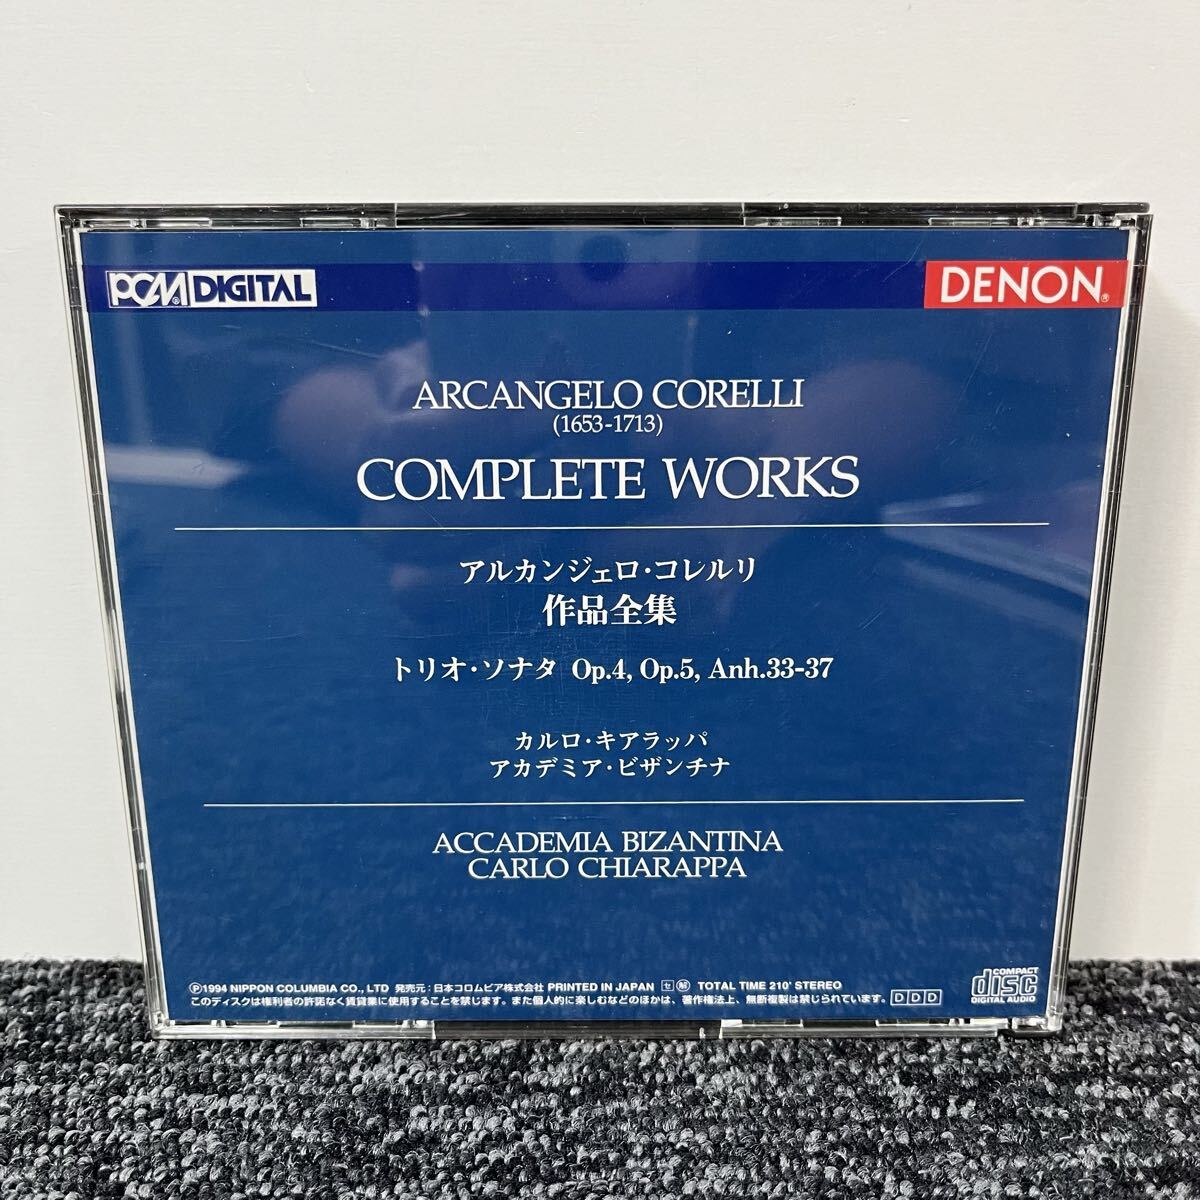 PCM DIGITAL
DENON®
ARCANGELO CORELLI
(1653-1713)
COMPLETE WORKS
アルカンジェロ・コレルリ
作品全集
トリオ・ソナタ Op.4, Op.5, Anh.33-37
カルロ・キアラッパ
アカデミア・ビザンチナ
ACCADEMIA BIZANTINA
CARLO CHIARAPPA
Ⓟ1994 NIPPON COLUMBIA CO., LTD 発売元：日本コロムビア株式会社 PRINTED IN JAPAN セ 解 TOTAL TIME 210' STEREO
このディスクは権利者の許諾なく賃貸業に使用することを禁じます。また個人的に楽しむなどのほかは、著作権法上、無断複製は禁じられています。 DDD
COMPACT
disc
DIGITAL AUDIO